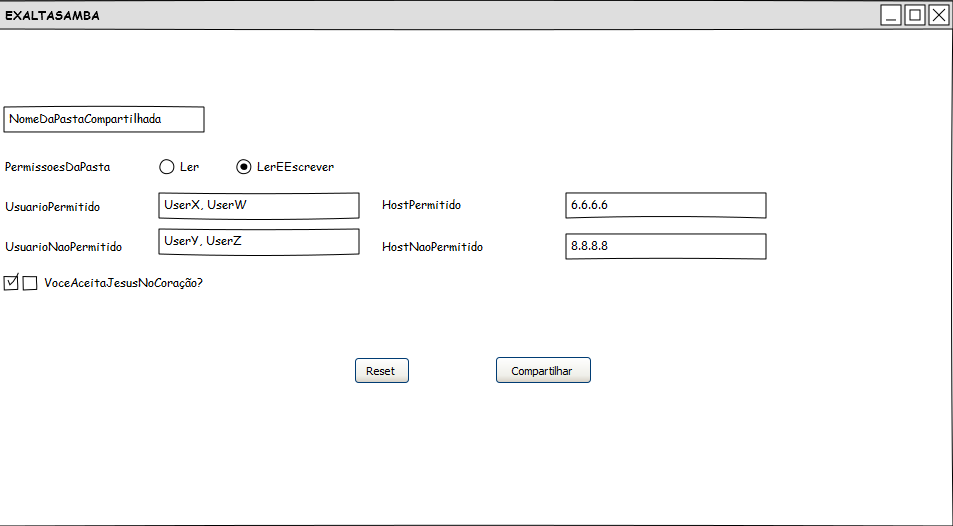 EXALTASAMBA
NomeDaPastaCompartilhada
PermissoesDaPasta Ler LerEEscrever
UsuarioPermitido UserX, UserW HostPermitido 6.6.6.6
UsuarioNaoPermitido UserY, UserZ HostNaoPermitido 8.8.8.8
VoceAceitaJesusNoCoração?
Reset Compartilhar